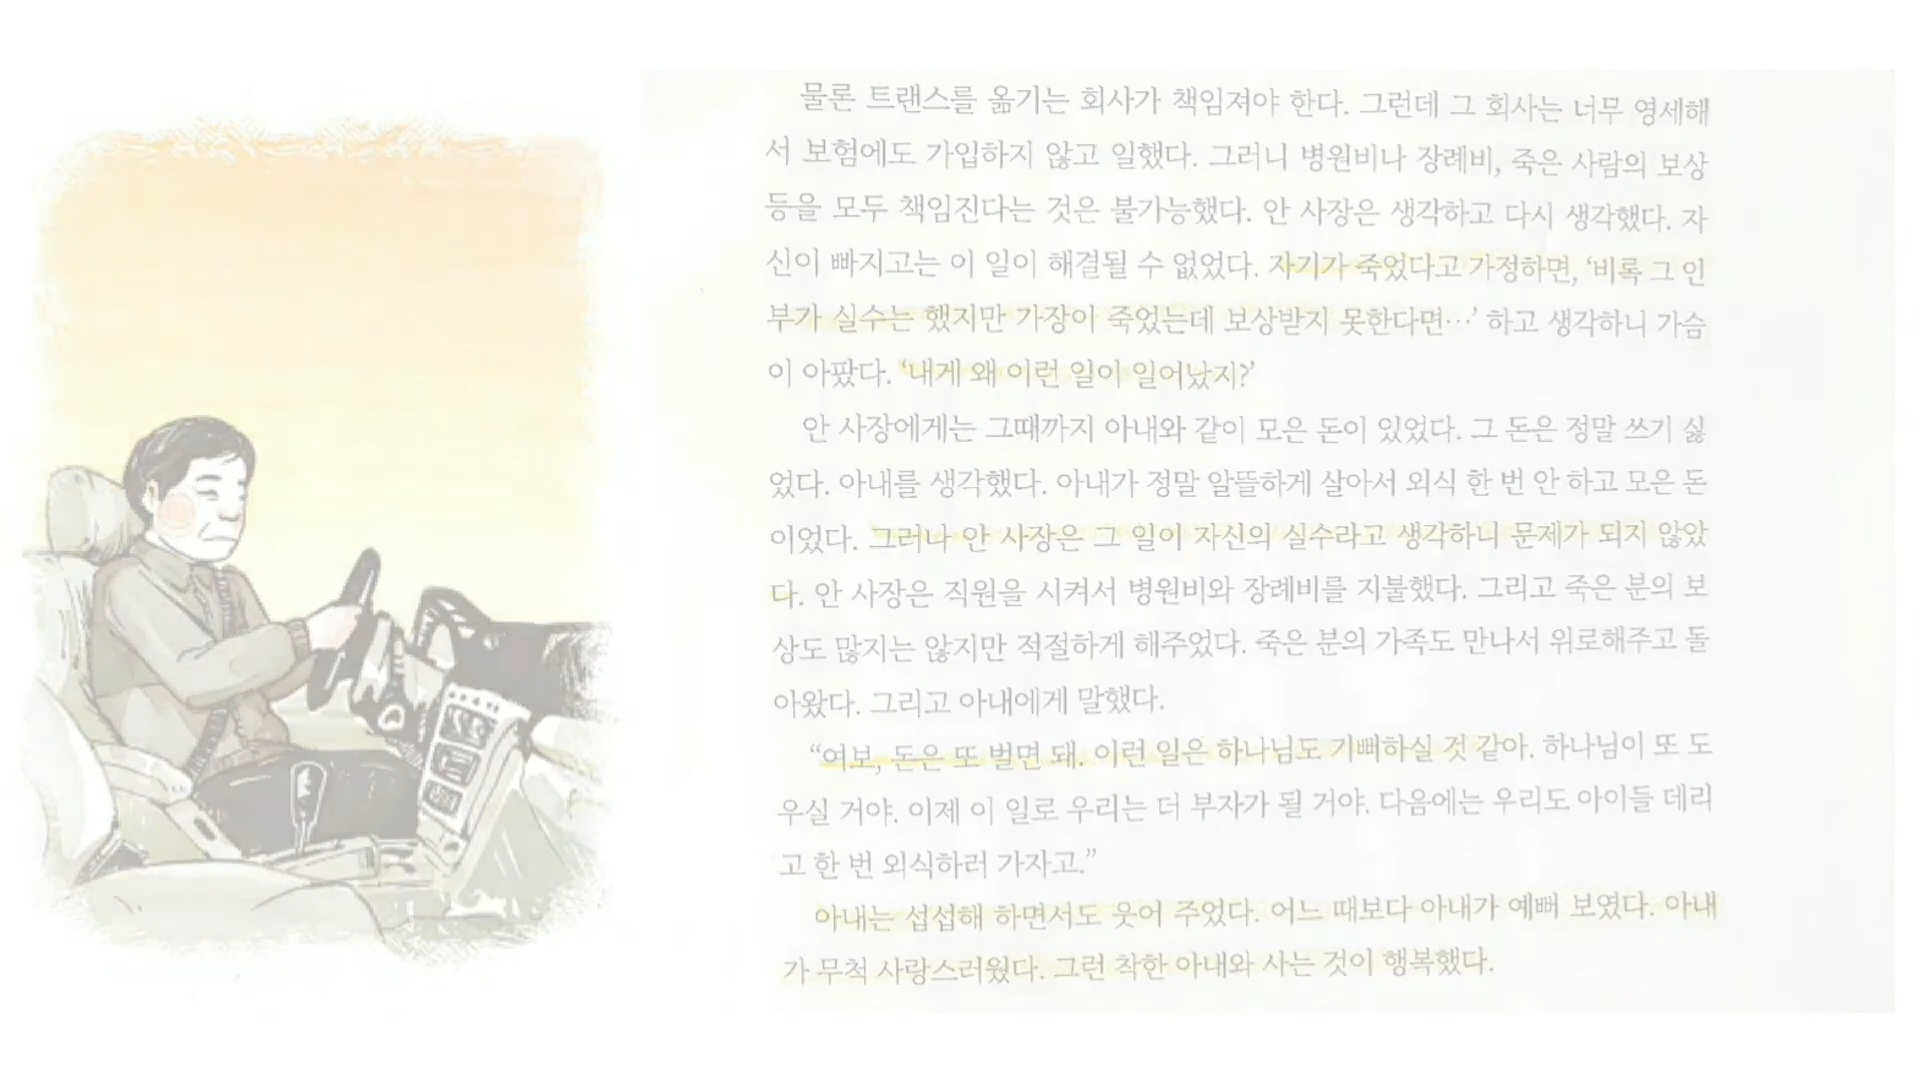 물론 트랜스를 옮기는 회사가 책임져야 한다. 그런데 그 회사는 너무 영세해
서 보험에도 가입하지 않고 일했다. 그러니 병원비나 장례비, 죽은 사람의 보상
등을 모두 책임진다는 것은 불가능했다. 안 사장은 생각하고 다시 생각했다. 자
신이 빠지고는 이 일이 해결될 수 없었다. 자기가 죽었다고 가정하면, ‘비록 그 인
부가 실수는 했지만 가장이 죽었는데 보상받지 못한다면…’ 하고 생각하니 가슴
이 아팠다. ‘내게 왜 이런 일이 일어났지?’
안 사장에게는 그때까지 아내와 같이 모은 돈이 있었다. 그 돈은 정말 쓰기 싫
었다. 아내를 생각했다. 아내가 정말 알뜰하게 살아서 외식 한 번 안 하고 모은 돈
이었다. 그러나 안 사장은 그 일이 자신의 실수라고 생각하니 문제가 되지 않았
다. 안 사장은 직원을 시켜서 병원비와 장례비를 지불했다. 그리고 죽은 분의 보
상도 많지는 않지만 적절하게 해주었다. 죽은 분의 가족도 만나서 위로해주고 돌
아왔다. 그리고 아내에게 말했다.
“여보, 돈은 또 벌면 돼. 이런 일은 하나님도 기뻐하실 것 같아. 하나님이 또 도
우실 거야. 이제 이 일로 우리는 더 부자가 될 거야. 다음에는 우리도 아이들 데리
고 한 번 외식하러 가자고.”
아내는 섭섭해 하면서도 웃어 주었다. 어느 때보다 아내가 예뻐 보였다. 아내
가 무척 사랑스러웠다. 그런 착한 아내와 사는 것이 행복했다.